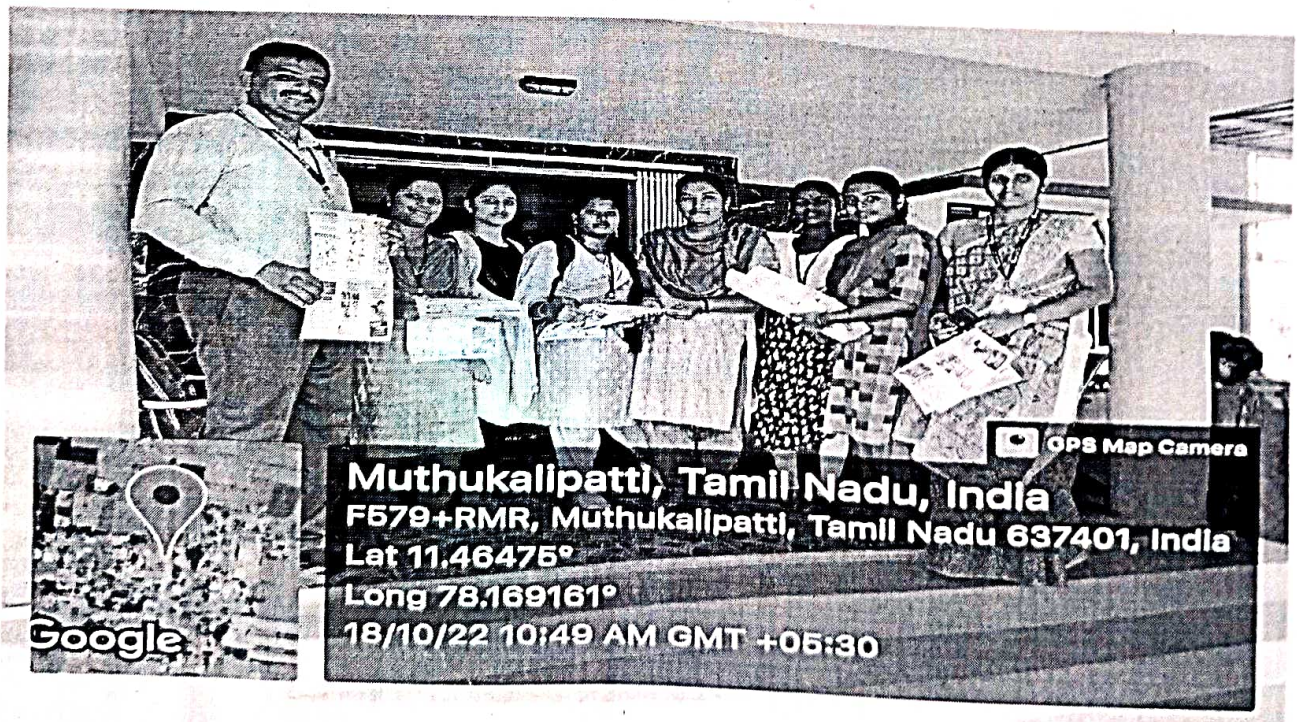 GPS Map Camera
Muthukalipatti, Tamil Nadu, India
F579+RMR, Muthukalipatti, Tamil Nadu 637401, India
Lat 11.46475°
Long 78.169161°
18/10/22 10:49 AM GMT +05:30
Google